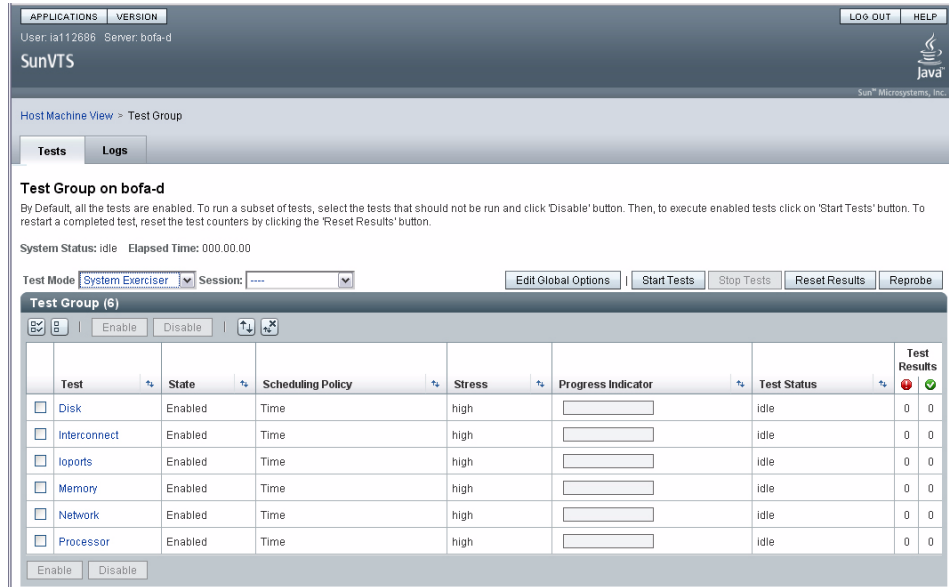 APPLICATIONS VERSION LOG OUT HELP
User: ia112686 Server: bofa-d
SunVTS
Java™
Sun™ Microsystems, Inc.
Host Machine View > Test Group
Tests Logs
Test Group on bofa-d
By Default, all the tests are enabled. To run a subset of tests, select the tests that should not be run and click 'Disable' button. Then, to execute enabled tests click on 'Start Tests' button. To
restart a completed test, reset the test counters by clicking the 'Reset Results' button.
System Status: idle Elapsed Time: 000.00.00
Test Mode System Exerciser Session: ---- Edit Global Options | Start Tests Stop Tests Reset Results Reprobe
Test Group (6)
Enable Disable
Test Results
Test State Scheduling Policy Stress Progress Indicator Test Status
Disk Enabled Time high idle 0 0
Interconnect Enabled Time high idle 0 0
Ioports Enabled Time high idle 0 0
Memory Enabled Time high idle 0 0
Network Enabled Time high idle 0 0
Processor Enabled Time high idle 0 0
Enable Disable